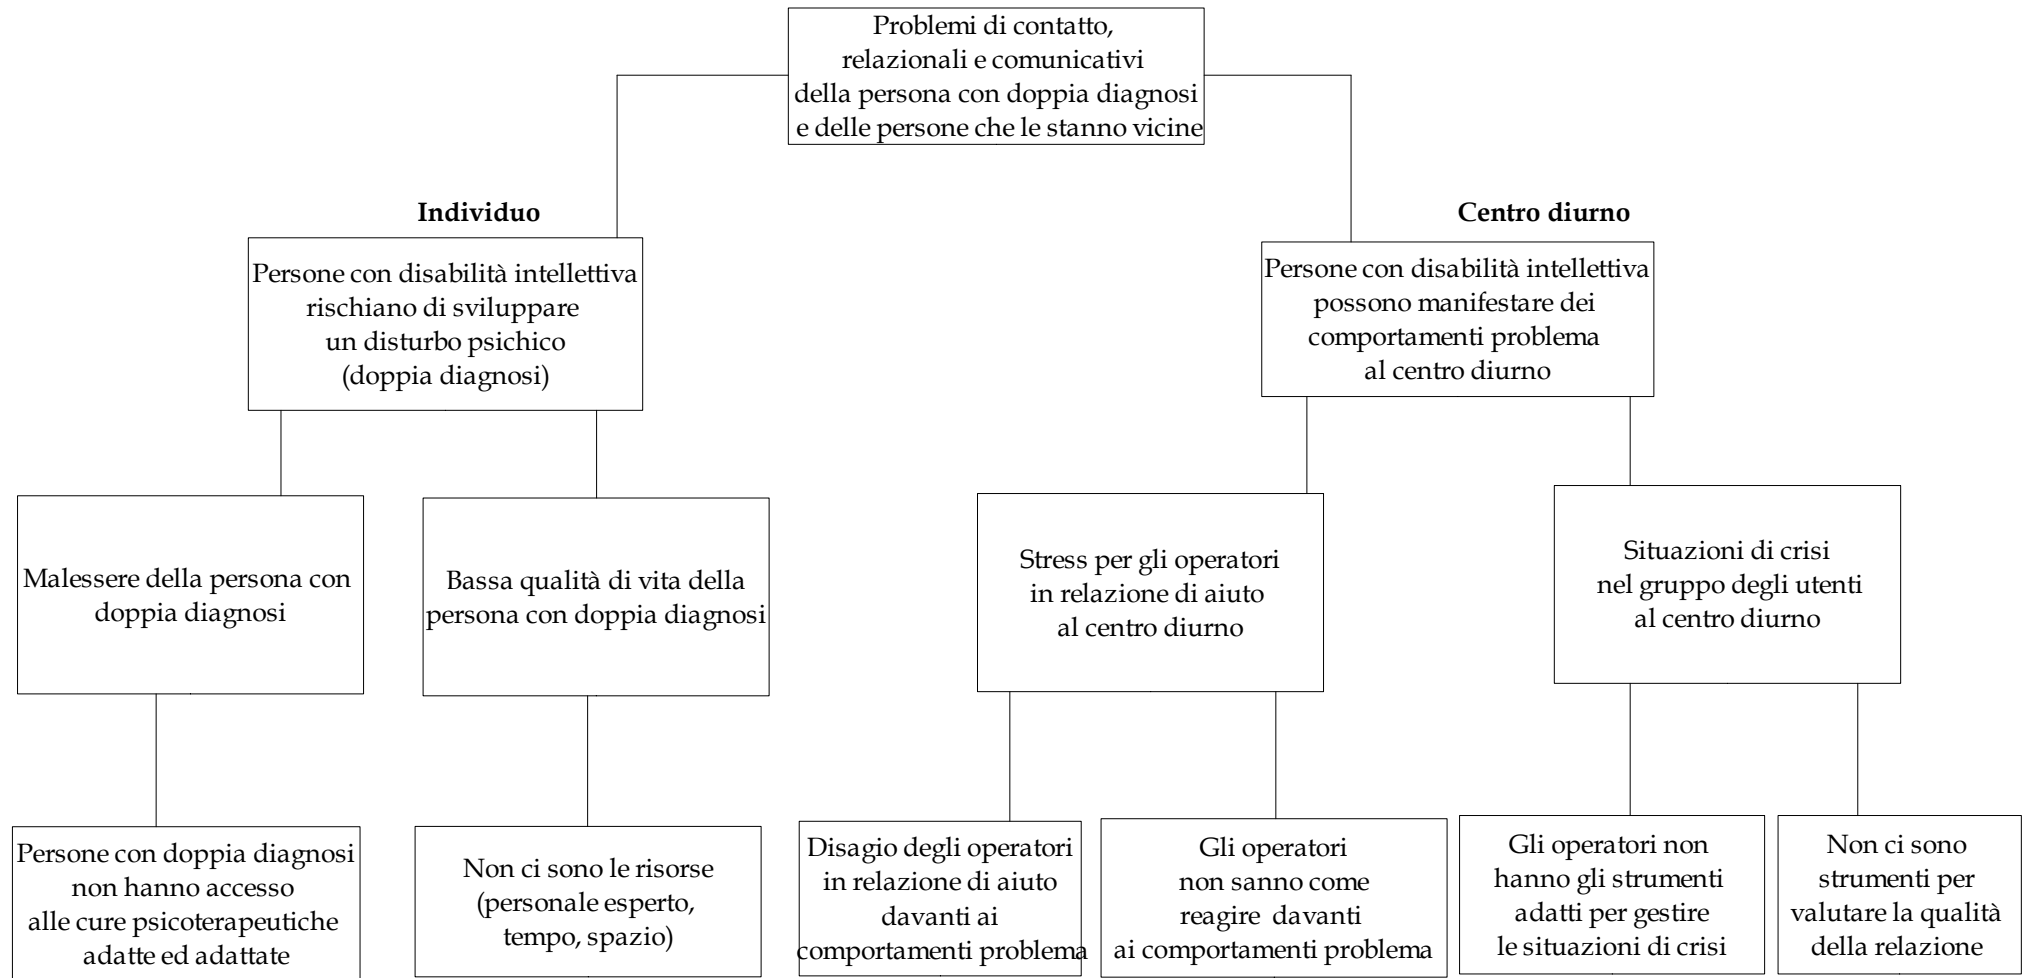 Problemi di contatto,
relazionali e comunicativi
della persona con doppia diagnosi
e delle persone che le stanno vicine
Individuo
Centro diurno
Persone con disabilità intellettiva
rischiano di sviluppare
un disturbo psichico
(doppia diagnosi)
Persone con disabilità intellettiva
possono manifestare dei
comportamenti problema
al centro diurno
Malessere della persona con
doppia diagnosi
Bassa qualità di vita della
persona con doppia diagnosi
Stress per gli operatori
in relazione di aiuto
al centro diurno
Situazioni di crisi
nel gruppo degli utenti
al centro diurno
Persone con doppia diagnosi
non hanno accesso
alle cure psicoterapeutiche
adatte ed adattate
Non ci sono le risorse
(personale esperto,
tempo, spazio)
Disagio degli operatori
in relazione di aiuto
davanti ai
comportamenti problema
Gli operatori
non sanno come
reagire davanti
ai comportamenti problema
Gli operatori non
hanno gli strumenti
adatti per gestire
le situazioni di crisi
Non ci sono
strumenti per
valutare la qualità
della relazione